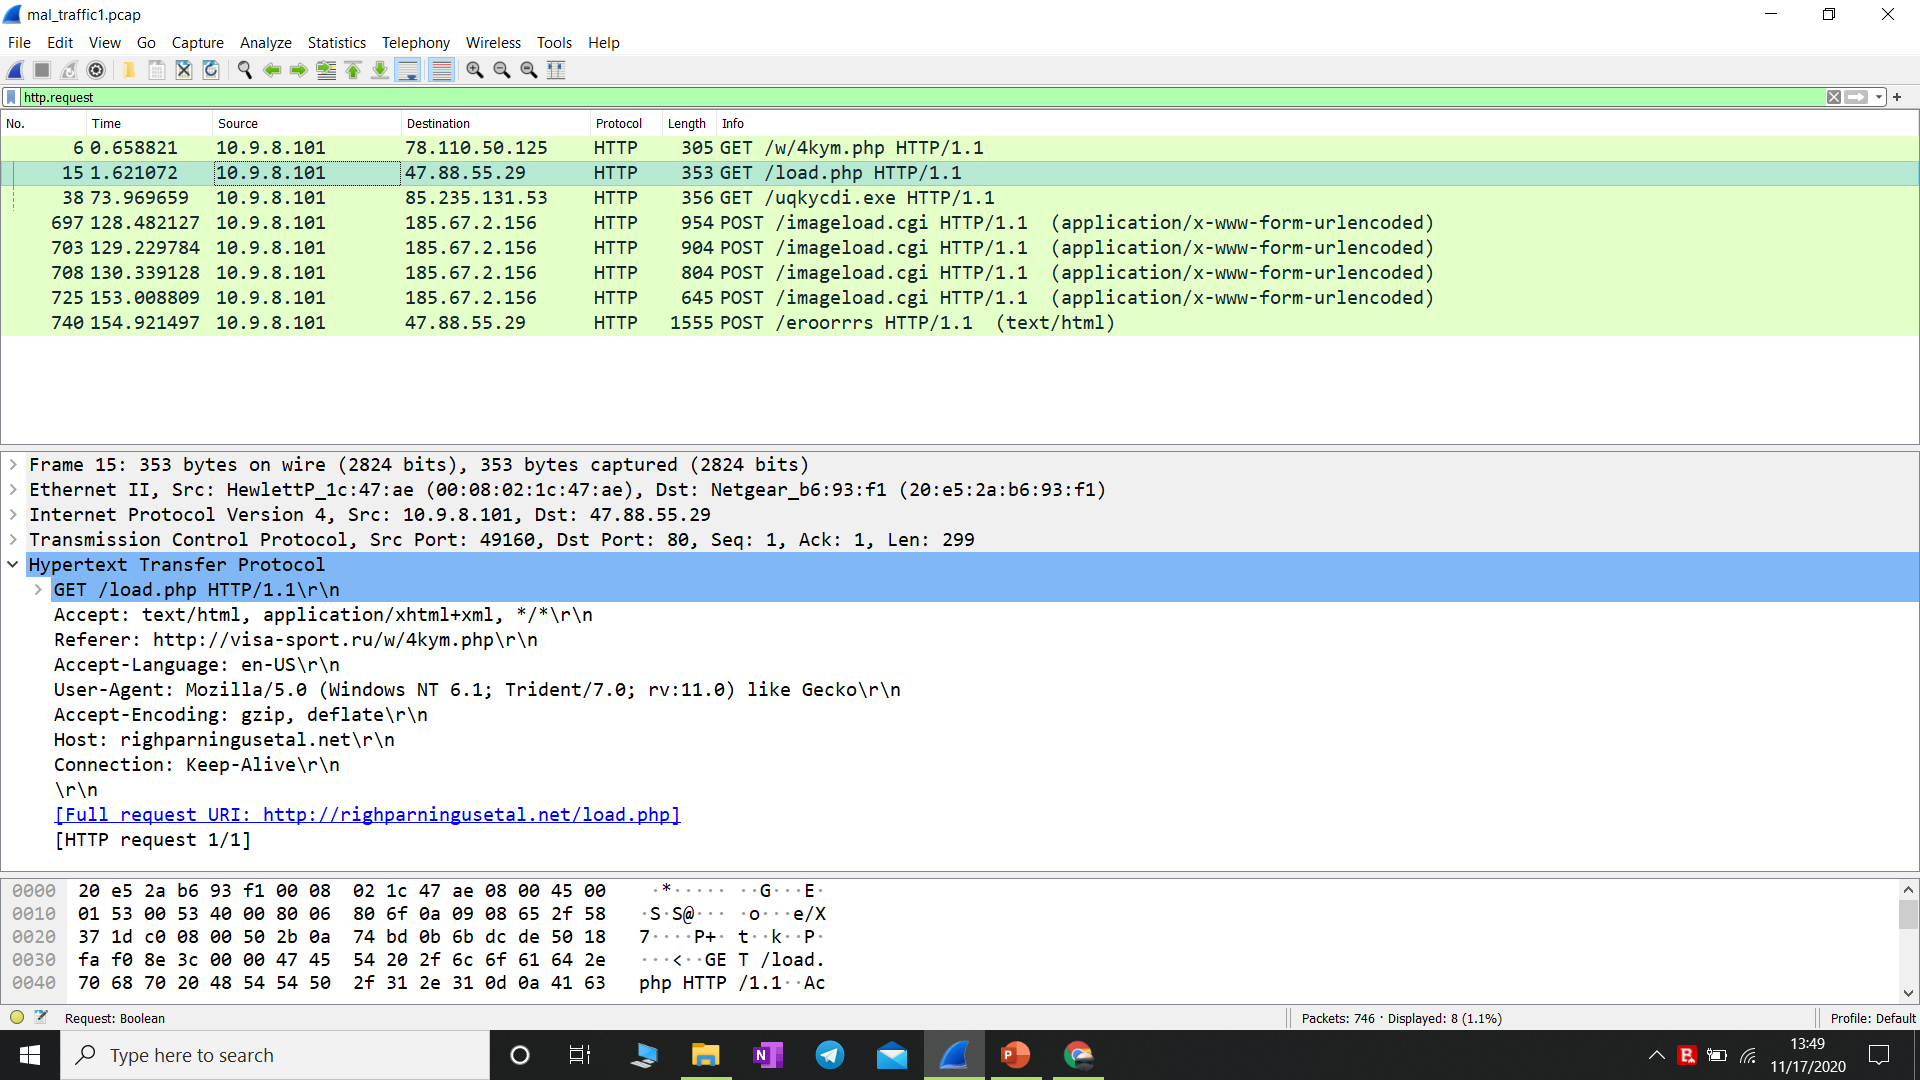 mal_traffic1.pcap
File Edit View Go Capture Analyze Statistics Telephony Wireless Tools Help
http.request
No. Time Source Destination Protocol Length Info
6 0.658821 10.9.8.101 78.110.50.125 HTTP 305 GET /w/4kym.php HTTP/1.1
15 1.621072 10.9.8.101 47.88.55.29 HTTP 353 GET /load.php HTTP/1.1
38 73.969659 10.9.8.101 85.235.131.53 HTTP 356 GET /uqkycdi.exe HTTP/1.1
697 128.482127 10.9.8.101 185.67.2.156 HTTP 954 POST /imageload.cgi HTTP/1.1 (application/x-www-form-urlencoded)
703 129.229784 10.9.8.101 185.67.2.156 HTTP 904 POST /imageload.cgi HTTP/1.1 (application/x-www-form-urlencoded)
708 130.339128 10.9.8.101 185.67.2.156 HTTP 804 POST /imageload.cgi HTTP/1.1 (application/x-www-form-urlencoded)
725 153.008809 10.9.8.101 185.67.2.156 HTTP 645 POST /imageload.cgi HTTP/1.1 (application/x-www-form-urlencoded)
740 154.921497 10.9.8.101 47.88.55.29 HTTP 1555 POST /eroorrrs HTTP/1.1 (text/html)
Frame 15: 353 bytes on wire (2824 bits), 353 bytes captured (2824 bits)
Ethernet II, Src: HewlettP_1c:47:ae (00:08:02:1c:47:ae), Dst: Netgear_b6:93:f1 (20:e5:2a:b6:93:f1)
Internet Protocol Version 4, Src: 10.9.8.101, Dst: 47.88.55.29
Transmission Control Protocol, Src Port: 49160, Dst Port: 80, Seq: 1, Ack: 1, Len: 299
Hypertext Transfer Protocol
GET /load.php HTTP/1.1\r\n
Accept: text/html, application/xhtml+xml, */*\r\n
Referer: http://visa-sport.ru/w/4kym.php\r\n
Accept-Language: en-US\r\n
User-Agent: Mozilla/5.0 (Windows NT 6.1; Trident/7.0; rv:11.0) like Gecko\r\n
Accept-Encoding: gzip, deflate\r\n
Host: righparningusetal.net\r\n
Connection: Keep-Alive\r\n
\r\n
[Full request URI: http://righparningusetal.net/load.php]
[HTTP request 1/1]
0000 20 e5 2a b6 93 f1 00 08 02 1c 47 ae 08 00 45 00 ·*····· ··G···E·
0010 01 53 00 53 40 00 80 06 80 6f 0a 09 08 65 2f 58 ·S·S@··· ·o···e/X
0020 37 1d c0 08 00 50 2b 0a 74 bd 0b 6b dc de 50 18 7····P+· t··k··P·
0030 fa f0 8e 3c 00 00 47 45 54 20 2f 6c 6f 61 64 2e ···<··GE T /load.
0040 70 68 70 20 48 54 54 50 2f 31 2e 31 0d 0a 41 63 php HTTP /1.1··Ac
Request: Boolean Packets: 746 · Displayed: 8 (1.1%) Profile: Default
Type here to search
13:49
11/17/2020